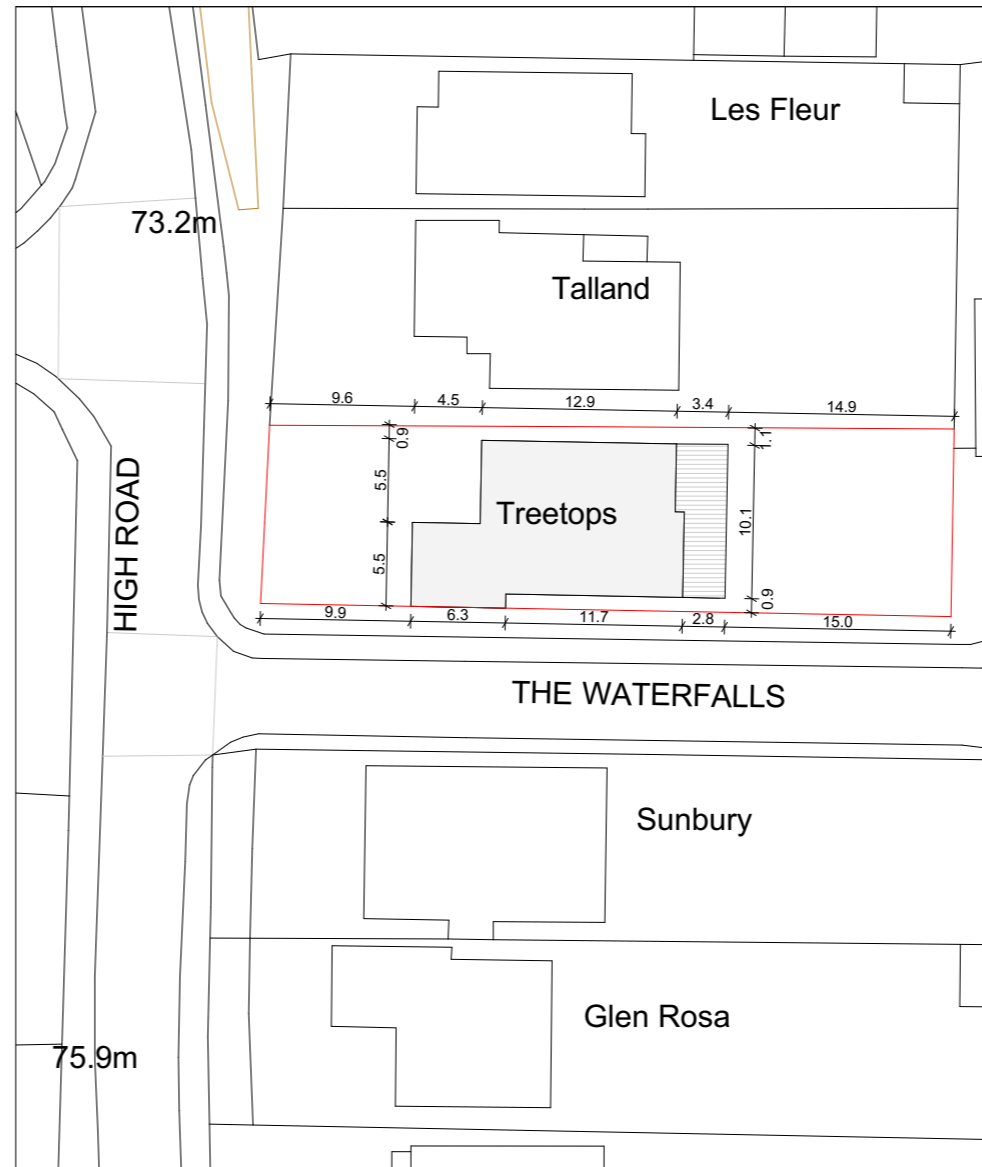 Les Fleur
73.2m
Talland
9.6
4.5
12.9
3.4
14.9
0.9
1.1
5.5
Treetops
10.1
HIGH ROAD
5.5
0.9
9.9
6.3
11.7
2.8
15.0
THE WATERFALLS
Sunbury
Glen Rosa
75.9m